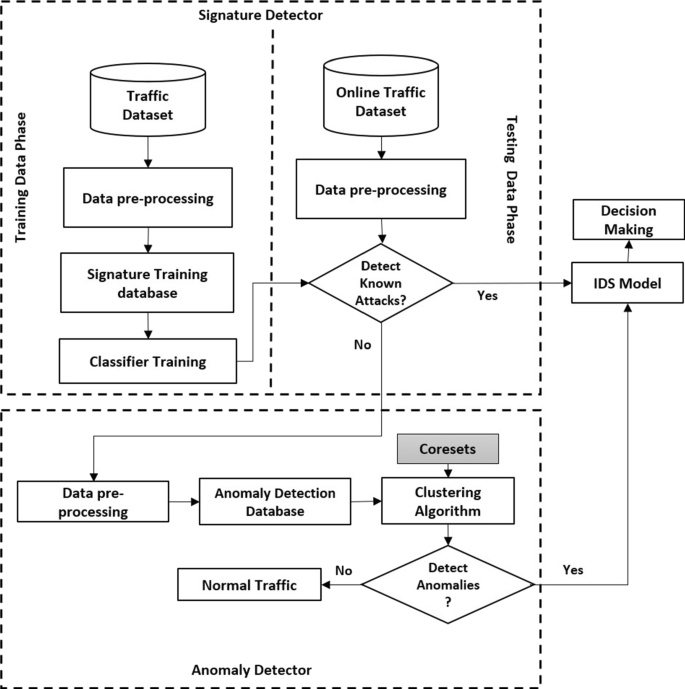 Signature Detector
Training Data Phase
Traffic
Dataset
Data pre-processing
Signature Training
database
Classifier Training
Online Traffic
Dataset
Data pre-processing
Detect
Known
Attacks?
Testing Data Phase
Yes
No
Decision
Making
IDS Model
Data pre-
processing
Anomaly Detection
Database
Coresets
Clustering
Algorithm
Detect
Anomalies
?
No
Yes
Normal Traffic
Anomaly Detector